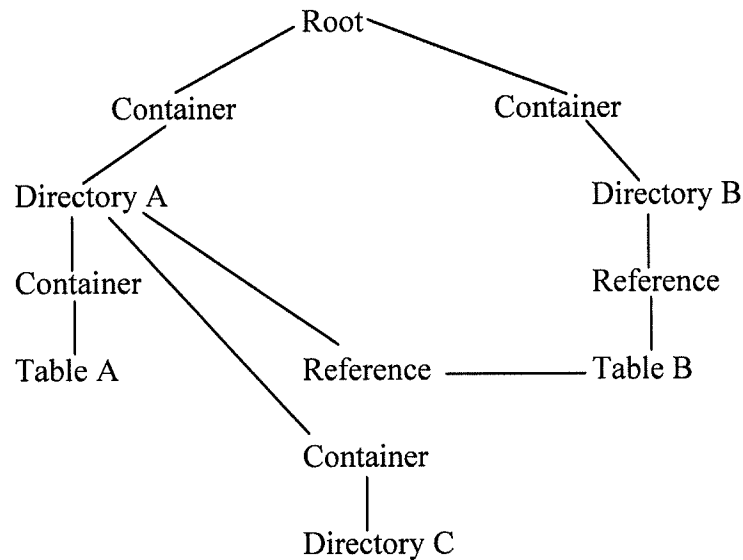 Root
Container
Container
Directory A
Directory B
Container
Reference
Table A
Reference
Table B
Container
Directory C